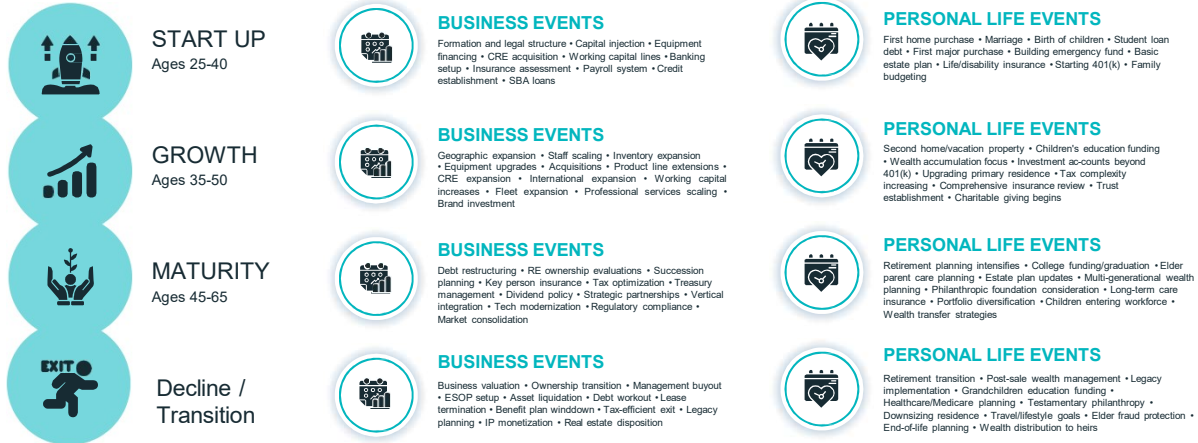 START UP
Ages 25-40
BUSINESS EVENTS
Formation and legal structure • Capital injection • Equipment
financing • CRE acquisition • Working capital lines • Banking
setup • Insurance assessment • Payroll system • Credit
establishment • SBA loans
PERSONAL LIFE EVENTS
First home purchase • Marriage • Birth of children • Student loan
debt • First major purchase • Building emergency fund • Basic
estate plan • Life/disability insurance • Starting 401(k) • Family
budgeting
GROWTH
Ages 35-50
BUSINESS EVENTS
Geographic expansion • Staff scaling • Inventory expansion
• Equipment upgrades • Acquisitions • Product line extensions •
CRE expansion • International expansion • Working capital
increases • Fleet expansion • Professional services scaling •
Brand investment
PERSONAL LIFE EVENTS
Second home/vacation property • Children's education funding
• Wealth accumulation focus • Investment ac-counts beyond
401(k) • Upgrading primary residence • Tax complexity
increasing • Comprehensive insurance review • Trust
establishment • Charitable giving begins
MATURITY
Ages 45-65
BUSINESS EVENTS
Debt restructuring • RE ownership evaluations • Succession
planning • Key person insurance • Tax optimization • Treasury
management • Dividend policy • Strategic partnerships • Vertical
integration • Tech modernization • Regulatory compliance •
Market consolidation
PERSONAL LIFE EVENTS
Retirement planning intensifies • College funding/graduation • Elder
parent care planning • Estate plan updates • Multi-generational wealth
planning • Philanthropic foundation consideration • Long-term care
insurance • Portfolio diversification • Children entering workforce •
Wealth transfer strategies
EXIT
Decline /
Transition
BUSINESS EVENTS
Business valuation • Ownership transition • Management buyout
• ESOP setup • Asset liquidation • Debt workout • Lease
termination • Benefit plan winddown • Tax-efficient exit • Legacy
planning • IP monetization • Real estate disposition
PERSONAL LIFE EVENTS
Retirement transition • Post-sale wealth management • Legacy
implementation • Grandchildren education funding •
Healthcare/Medicare planning • Testamentary philanthropy •
Downsizing residence • Travel/lifestyle goals • Elder fraud protection •
End-of-life planning • Wealth distribution to heirs